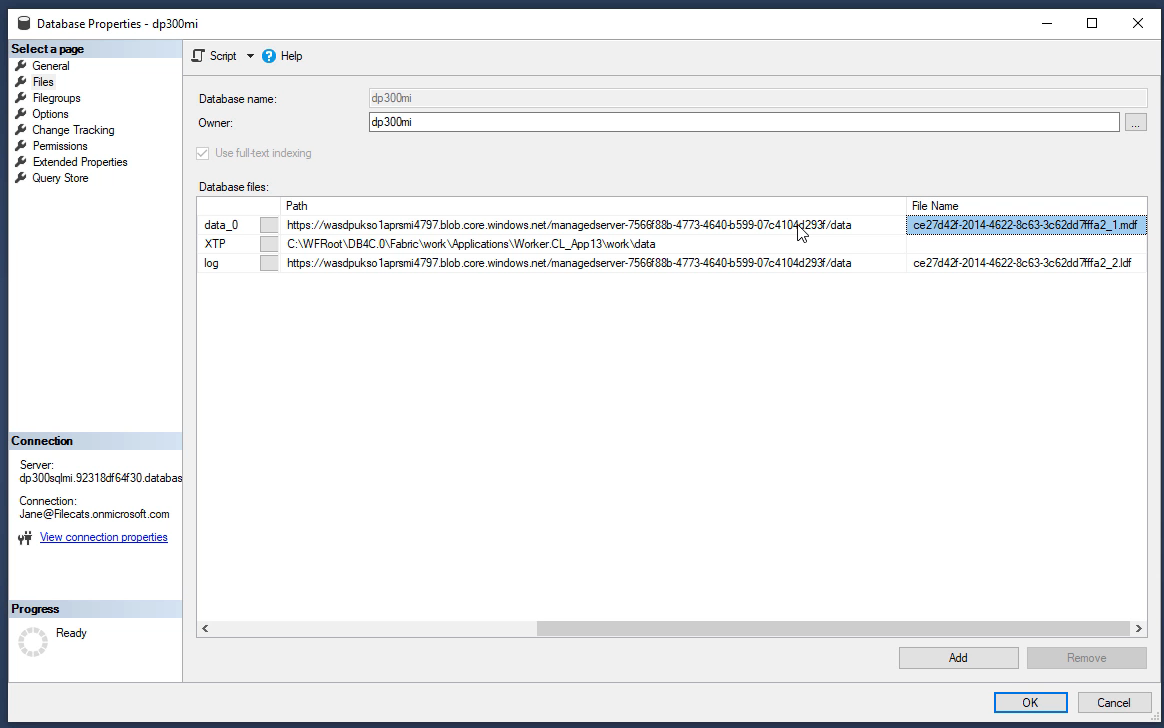 Database Properties - dp300mi
Select a page
General
Files
Filegroups
Options
Change Tracking
Permissions
Extended Properties
Query Store
Script
Help
Database name:
dp300mi
Owner:
dp300mi
...
Use full-text indexing
Database files:
Path File Name
data_0 https://wasdpukso1aprsmi4797.blob.core.windows.net/managedserver-7566f88b-4773-4640-b599-07c4104d293f/data ce27d42f-2014-4622-8c63-3c62dd7fffa2_1.mdf
XTP C:\WFRoot\DB4C.0\Fabric\work\Applications\Worker.CL_App13\work\data
log https://wasdpukso1aprsmi4797.blob.core.windows.net/managedserver-7566f88b-4773-4640-b599-07c4104d293f/data ce27d42f-2014-4622-8c63-3c62dd7fffa2_2.ldf
Connection
Server:
dp300sqlmi.92318df64f30.databas
Connection:
Jane@Filecats.onmicrosoft.com
View connection properties
Progress
Ready
Add
Remove
OK
Cancel